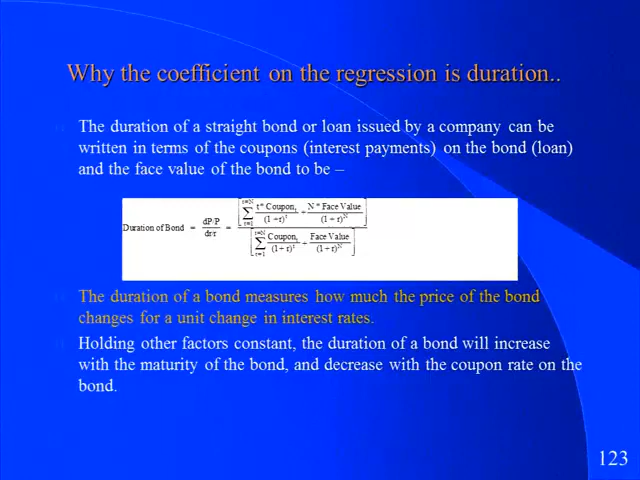 Why the coefficient on the regression is duration..
The duration of a straight bond or loan issued by a company can be
written in terms of the coupons (interest payments) on the bond (loan)
and the face value of the bond to be –
Duration of Bond = dP/P / dr/r = [ ∑ t=1 t=N t* Coupon_t / (1+r)^t + N * Face Value / (1+r)^N ] / [ ∑ t=1 t=N Coupon_t / (1+r)^t + Face Value / (1+r)^N ]
The duration of a bond measures how much the price of the bond
changes for a unit change in interest rates.
Holding other factors constant, the duration of a bond will increase
with the maturity of the bond, and decrease with the coupon rate on the
bond.
123